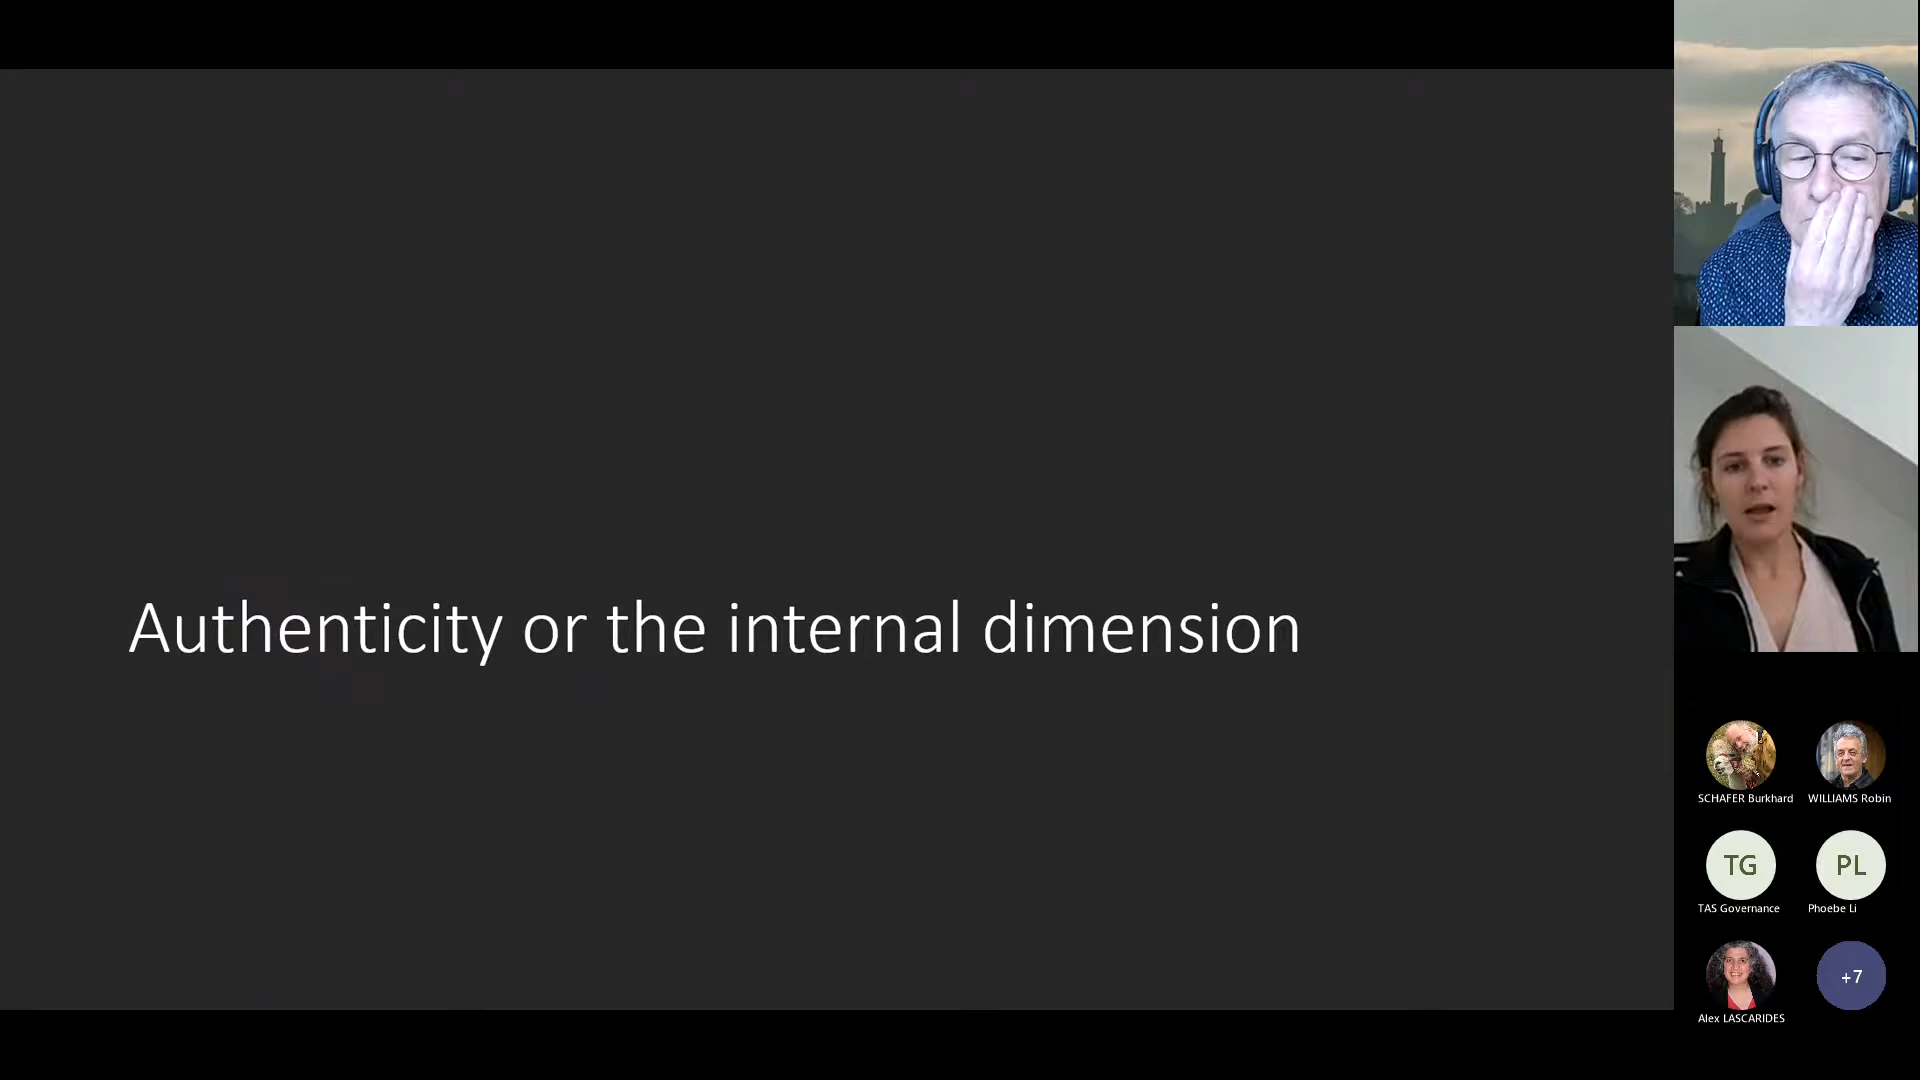 Authenticity or the internal dimension
SCHAFER Burkhard
WILLIAMS Robin
TG
PL
TAS Governance
Phoebe Li
+7
Alex LASCARIDES